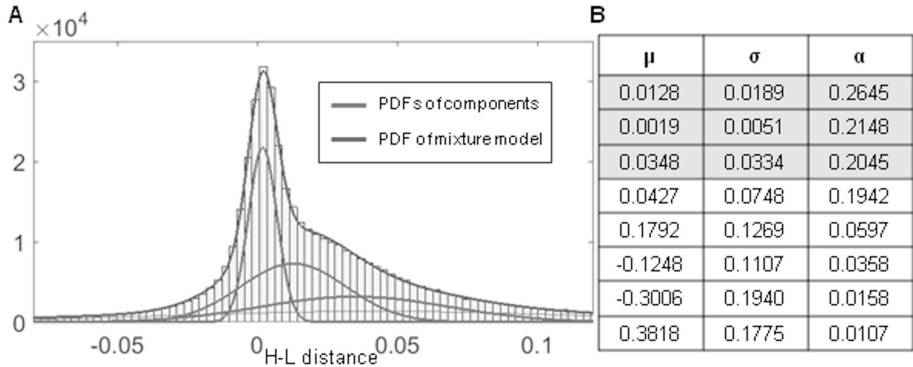 A
×10⁴
3
2
1
0
-0.05 0 0.05 0.1
H-L distance
PDFs of components
PDF of mixture model
B
μ σ α
0.0128 0.0189 0.2645
0.0019 0.0051 0.2148
0.0348 0.0334 0.2045
0.0427 0.0748 0.1942
0.1792 0.1269 0.0597
-0.1248 0.1107 0.0358
-0.3006 0.1940 0.0158
0.3818 0.1775 0.0107